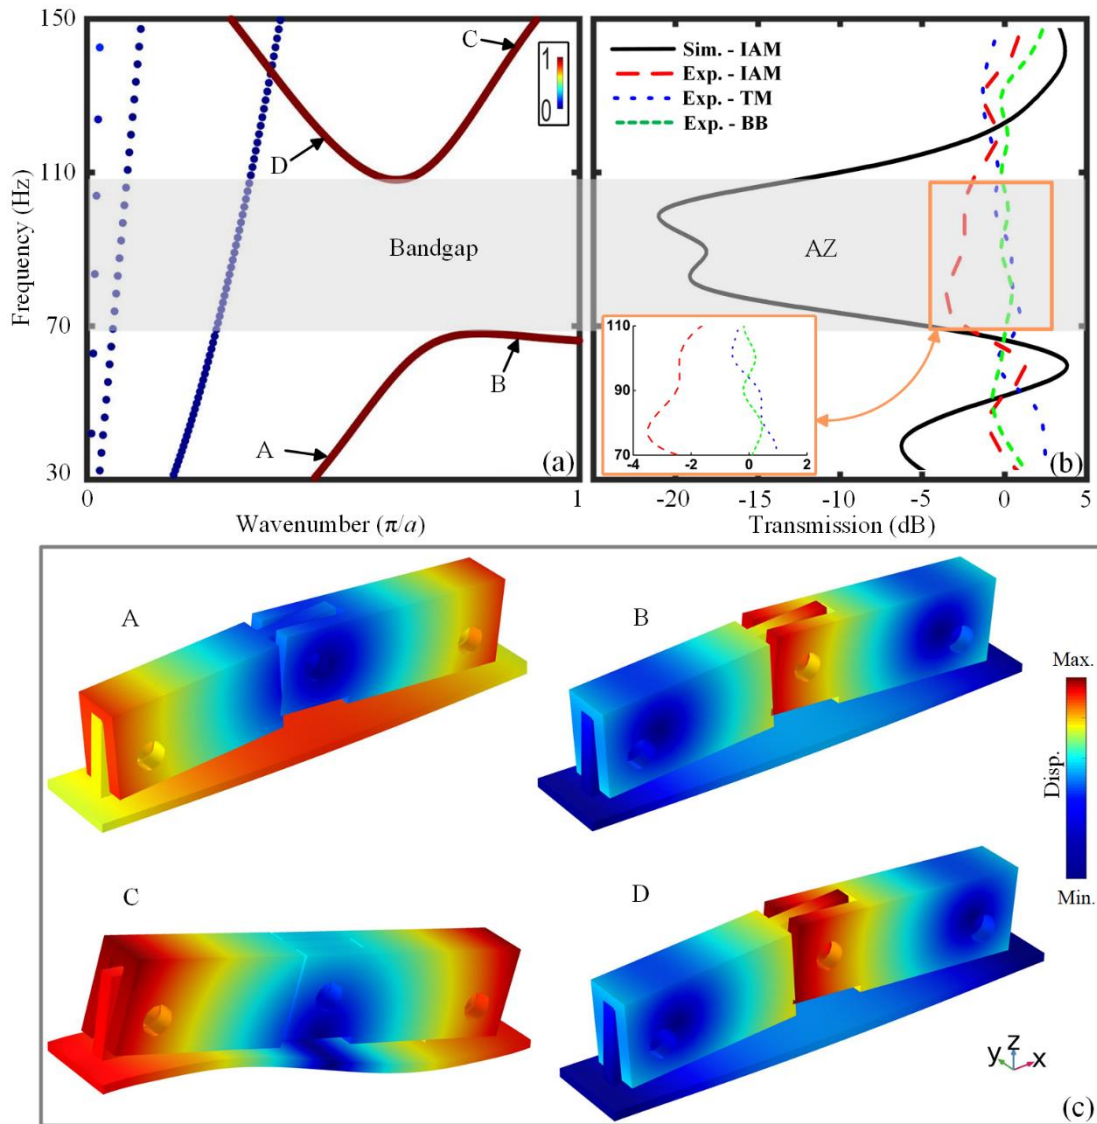 150
110
70
30
Frequency (Hz)
C
D
1
0
Bandgap
B
A
(a)
0
1
Wavenumber (π/a)
Sim. - IAM
Exp. - IAM
Exp. - TM
Exp. - BB
AZ
110
90
70
-4 -2 0 2
(b)
-25 -20 -15 -10 -5 0 5
Transmission (dB)
A
B
Max.
Disp.
Min.
C
D
z
y x
(c)